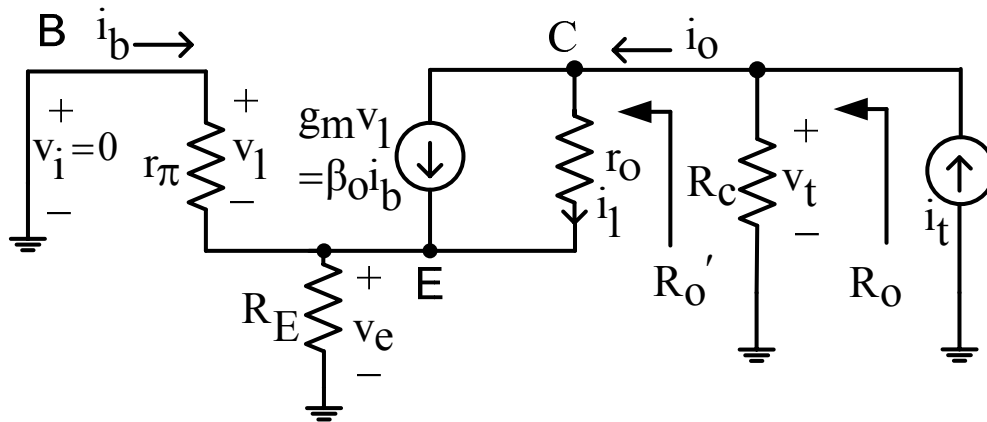 B
i_b
C
i_o
+
v_i=0
−
r_π
+
v_1
−
g_m v_1
=β_o i_b
r_o
i_1
R_o′
R_c
+
v_t
−
R_o
i_t
E
R_E
+
v_e
−